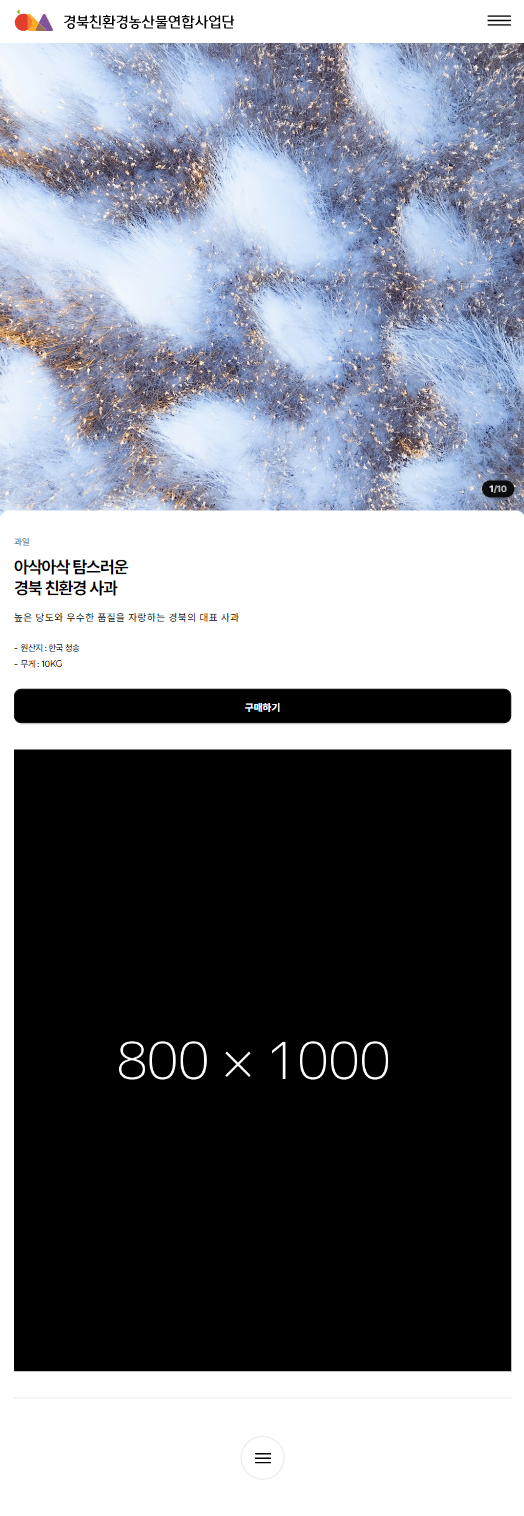 경북친환경농산물연합사업단
1/10
과일
아삭아삭 탐스러운
경북 친환경 사과
높은 당도와 우수한 품질을 자랑하는 경북의 대표 사과
- 원산지 : 한국 청송
- 무게 : 10KG
구매하기
800 × 1000